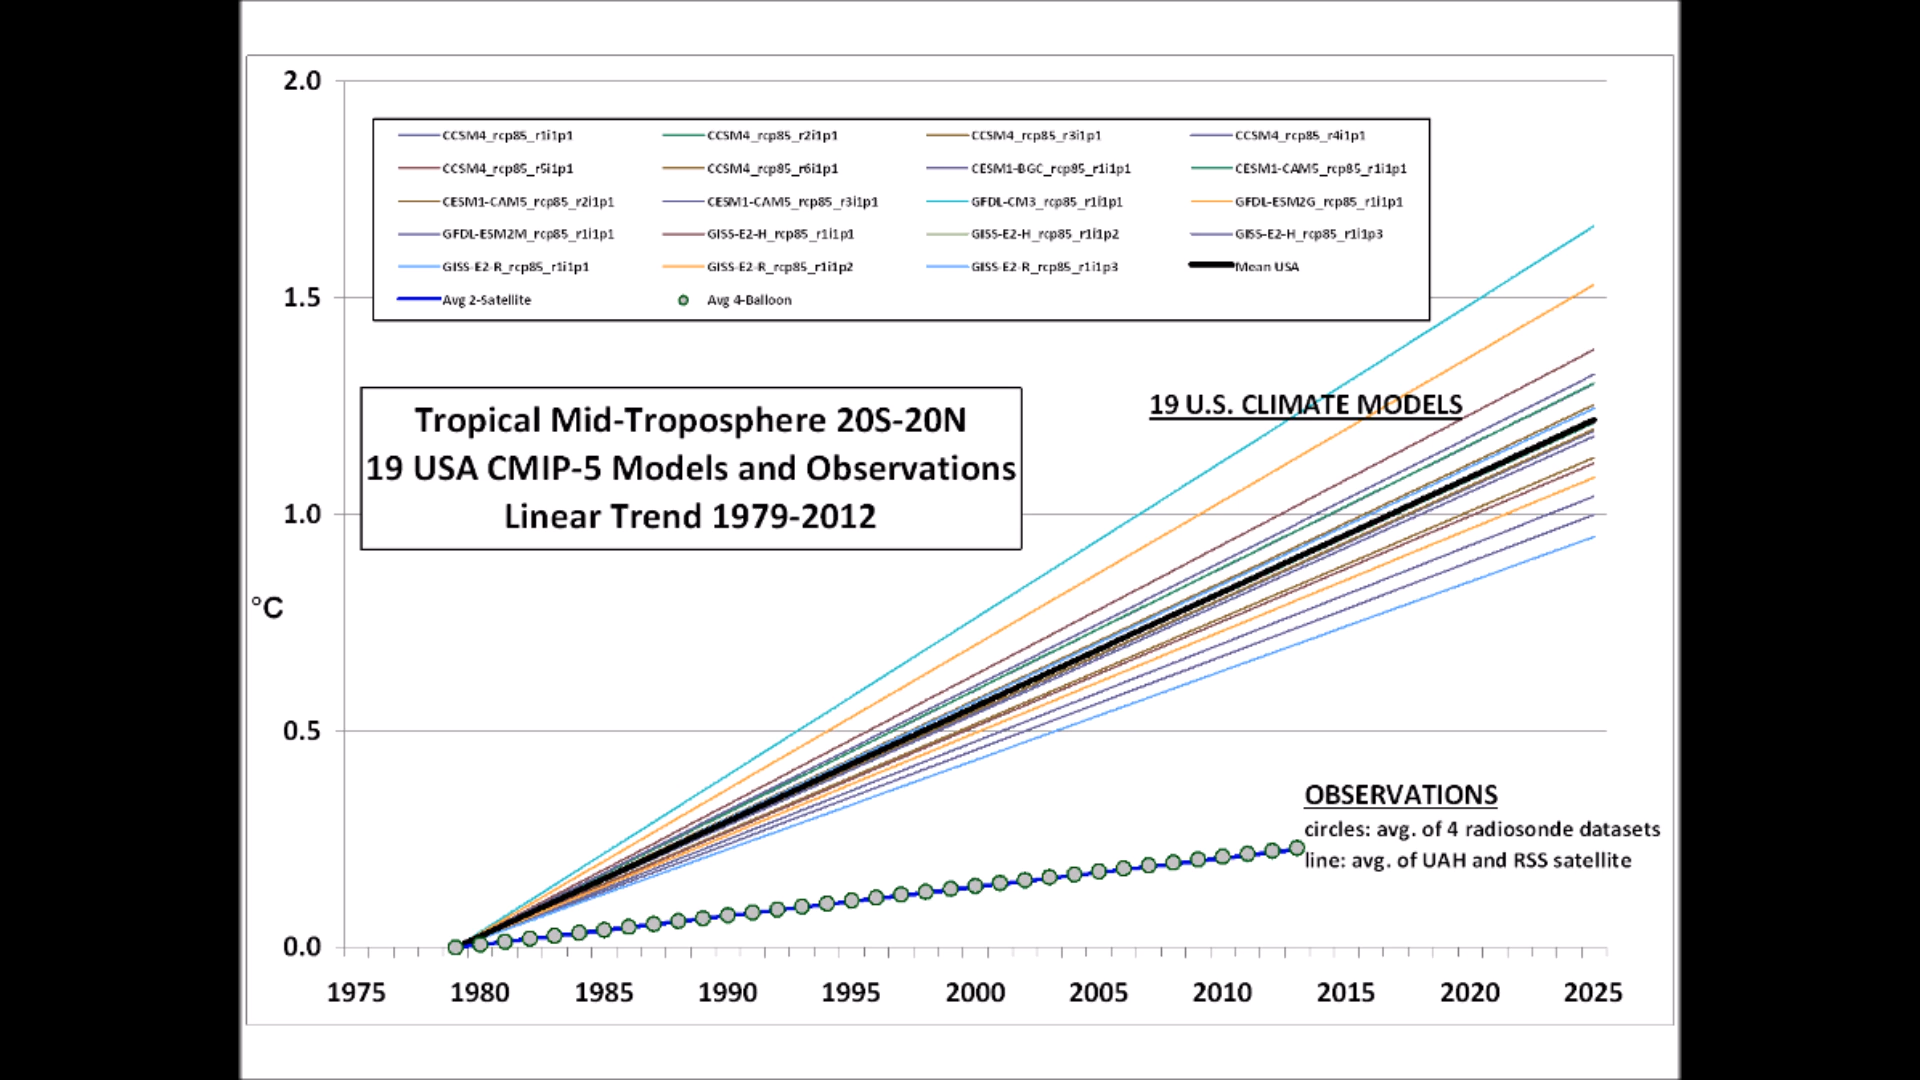 2.0
CCSM4_rcp85_r1i1p1 CCSM4_rcp85_r2i1p1 CCSM4_rcp85_r3i1p1 CCSM4_rcp85_r4i1p1
CCSM4_rcp85_r5i1p1 CCSM4_rcp85_r6i1p1 CESM1-BGC_rcp85_r1i1p1 CESM1-CAM5_rcp85_r1i1p1
CESM1-CAM5_rcp85_r2i1p1 CESM1-CAM5_rcp85_r3i1p1 GFDL-CM3_rcp85_r1i1p1 GFDL-ESM2G_rcp85_r1i1p1
GFDL-ESM2M_rcp85_r1i1p1 GISS-E2-H_rcp85_r1i1p1 GISS-E2-H_rcp85_r1i1p2 GISS-E2-H_rcp85_r1i1p3
GISS-E2-R_rcp85_r1i1p1 GISS-E2-R_rcp85_r1i1p2 GISS-E2-R_rcp85_r1i1p3 Mean USA
1.5
Avg 2-Satellite Avg 4-Balloon
19 U.S. CLIMATE MODELS
Tropical Mid-Troposphere 20S-20N
19 USA CMIP-5 Models and Observations
Linear Trend 1979-2012
1.0
°C
0.5
OBSERVATIONS
circles: avg. of 4 radiosonde datasets
line: avg. of UAH and RSS satellite
0.0
1975 1980 1985 1990 1995 2000 2005 2010 2015 2020 2025